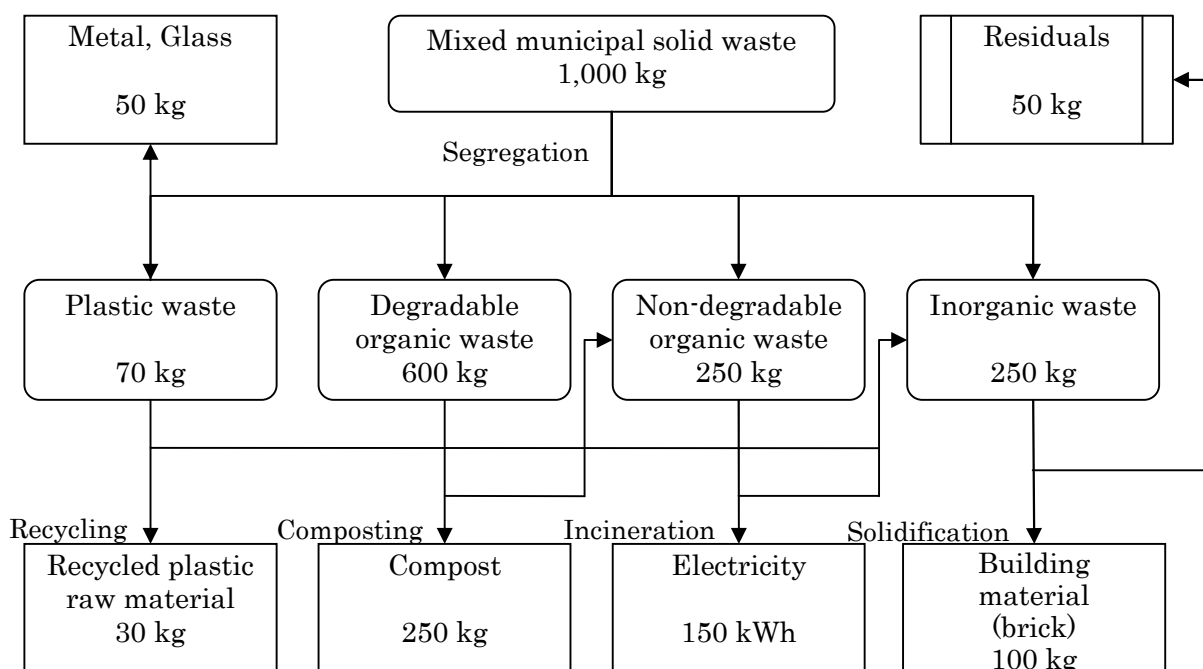 Metal, Glass
50 kg
Mixed municipal solid waste
1,000 kg
Residuals
50 kg
Segregation
Plastic waste
70 kg
Degradable
organic waste
600 kg
Non-degradable
organic waste
250 kg
Inorganic waste
250 kg
Recycling
Composting
Incineration
Solidification
Recycled plastic
raw material
30 kg
Compost
250 kg
Electricity
150 kWh
Building
material
(brick)
100 kg